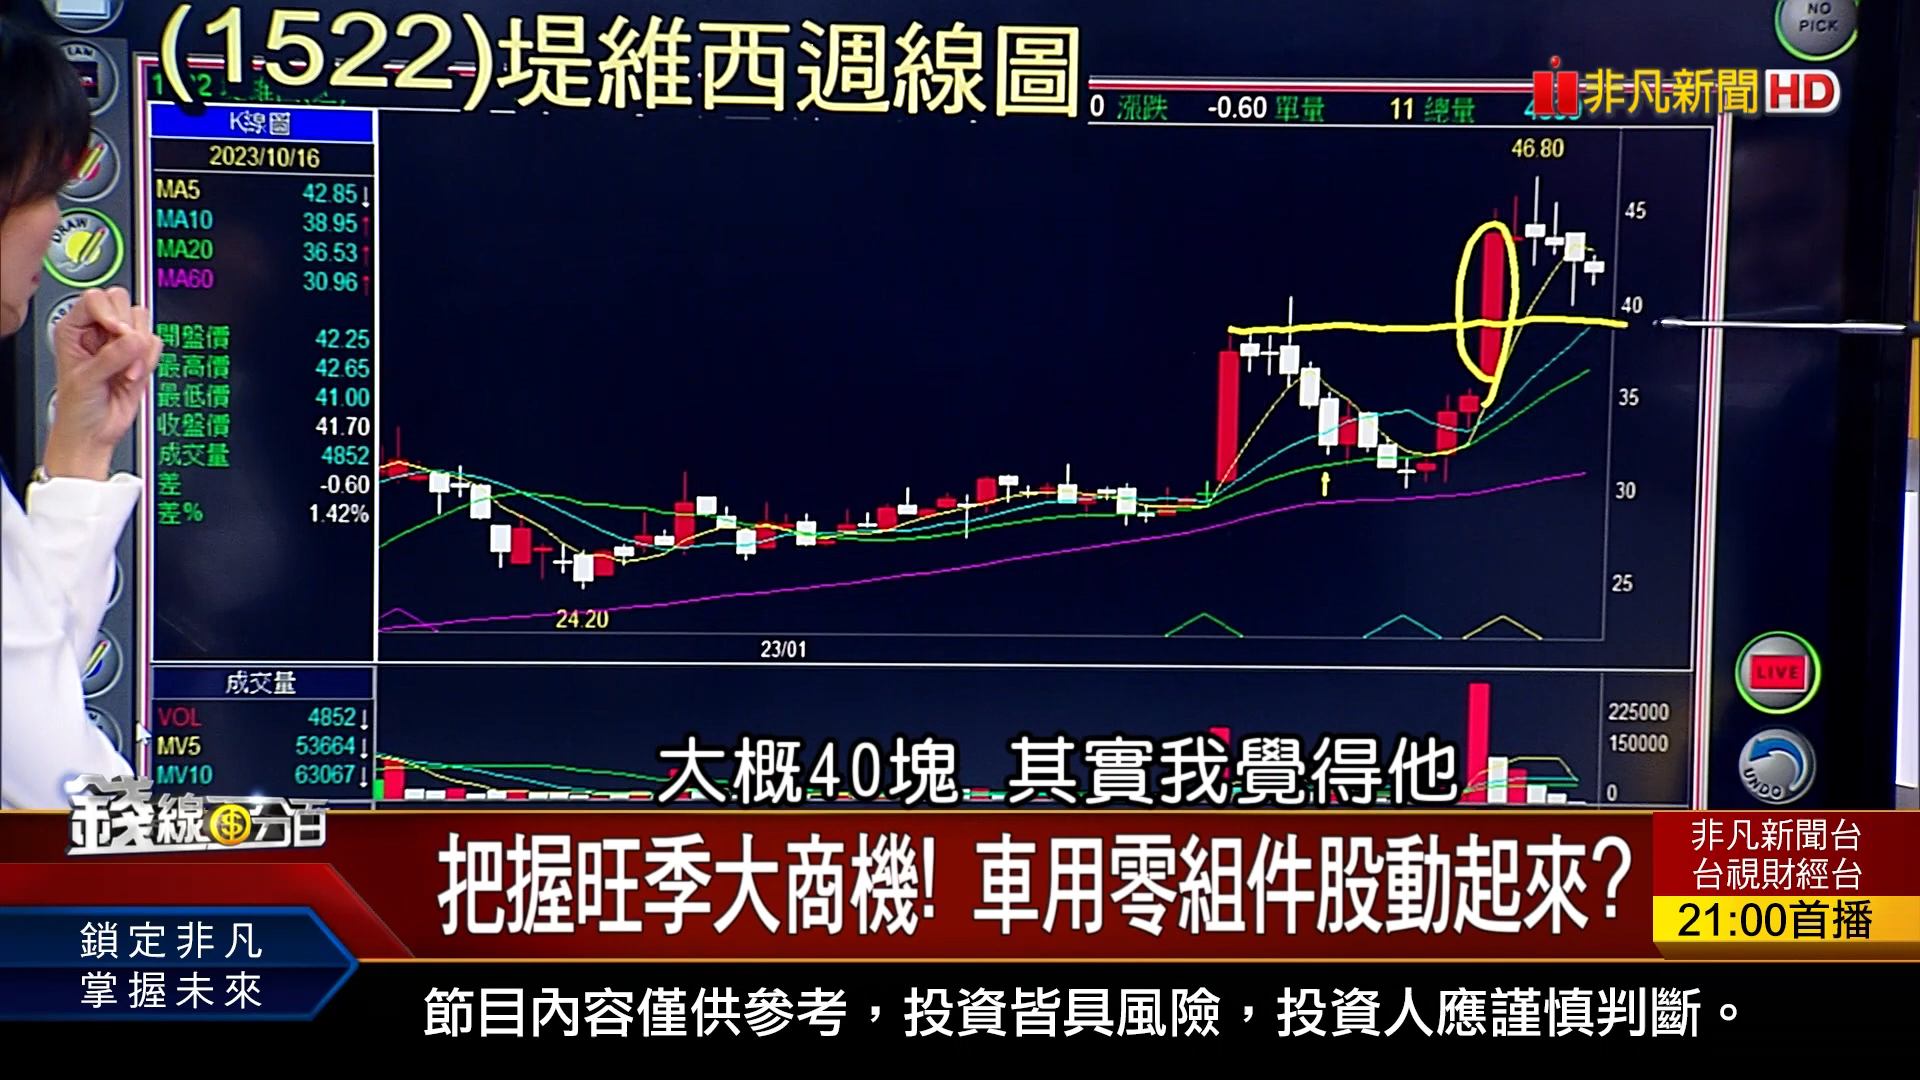 (1522)堤維西週線圖
NO
PICK
非凡新聞 HD
0 漲跌 -0.60 單量 11 總量
K線圖
2023/10/16
MA5 42.85↓
MA10 38.95↑
MA20 36.53↑
MA60 30.96↑
開盤價 42.25
最高價 42.65
最低價 41.00
收盤價 41.70
成交量 4852
差 -0.60
差% 1.42%
DRAW
46.80
45
40
35
30
25
24.20
23/01
成交量
VOL 4852↓
MV5 53664↓
MV10 63067↓
225000
150000
0
LIVE
UNDO
大概40塊 其實我覺得他
錢線百分百
把握旺季大商機! 車用零組件股動起來?
非凡新聞台
台視財經台
21:00首播
鎖定非凡
掌握未來
節目內容僅供參考，投資皆具風險，投資人應謹慎判斷。